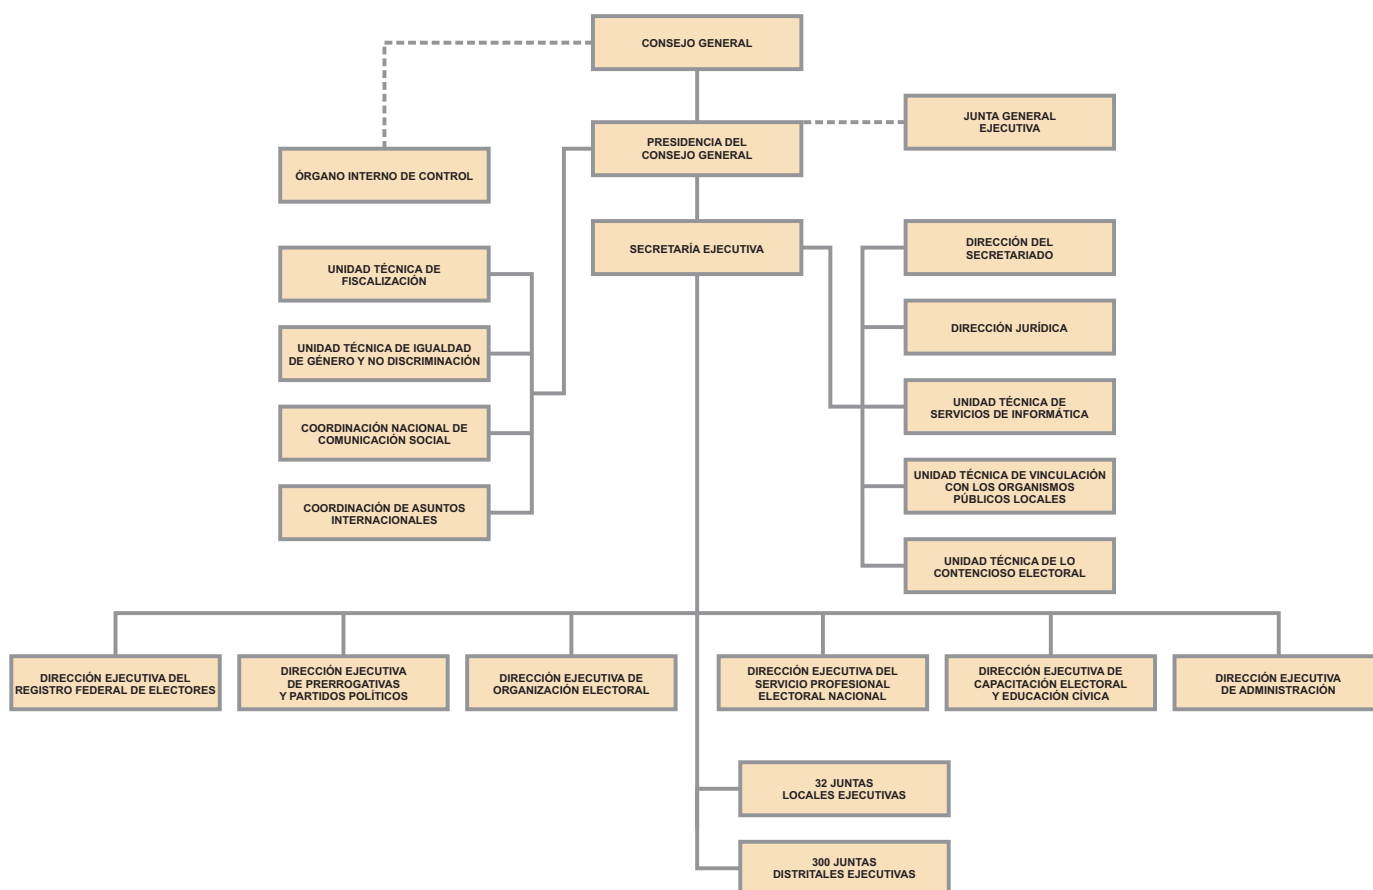 CONSEJO GENERAL
JUNTA GENERAL
EJECUTIVA
PRESIDENCIA DEL
CONSEJO GENERAL
ÓRGANO INTERNO DE CONTROL
SECRETARÍA EJECUTIVA
UNIDAD TÉCNICA DE
FISCALIZACIÓN
UNIDAD TÉCNICA DE IGUALDAD
DE GÉNERO Y NO DISCRIMINACIÓN
COORDINACIÓN NACIONAL DE
COMUNICACIÓN SOCIAL
COORDINACIÓN DE ASUNTOS
INTERNACIONALES
DIRECCIÓN DEL
SECRETARIADO
DIRECCIÓN JURÍDICA
UNIDAD TÉCNICA DE
SERVICIOS DE INFORMÁTICA
UNIDAD TÉCNICA DE VINCULACIÓN
CON LOS ORGANISMOS
PÚBLICOS LOCALES
UNIDAD TÉCNICA DE LO
CONTENCIOSO ELECTORAL
DIRECCIÓN EJECUTIVA DEL
REGISTRO FEDERAL DE ELECTORES
DIRECCIÓN EJECUTIVA
DE PRERROGATIVAS
Y PARTIDOS POLÍTICOS
DIRECCIÓN EJECUTIVA DE
ORGANIZACIÓN ELECTORAL
DIRECCIÓN EJECUTIVA DEL
SERVICIO PROFESIONAL
ELECTORAL NACIONAL
DIRECCIÓN EJECUTIVA DE
CAPACITACIÓN ELECTORAL
Y EDUCACIÓN CÍVICA
DIRECCIÓN EJECUTIVA
DE ADMINISTRACIÓN
32 JUNTAS
LOCALES EJECUTIVAS
300 JUNTAS
DISTRITALES EJECUTIVAS